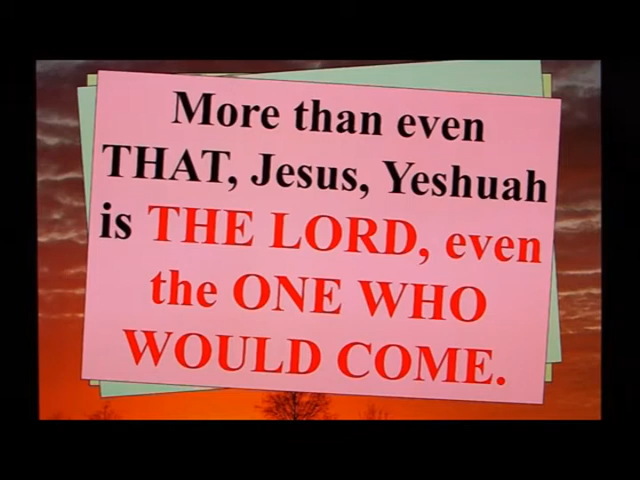 More than even
THAT, Jesus, Yeshuah
is THE LORD, even
the ONE WHO
WOULD COME.